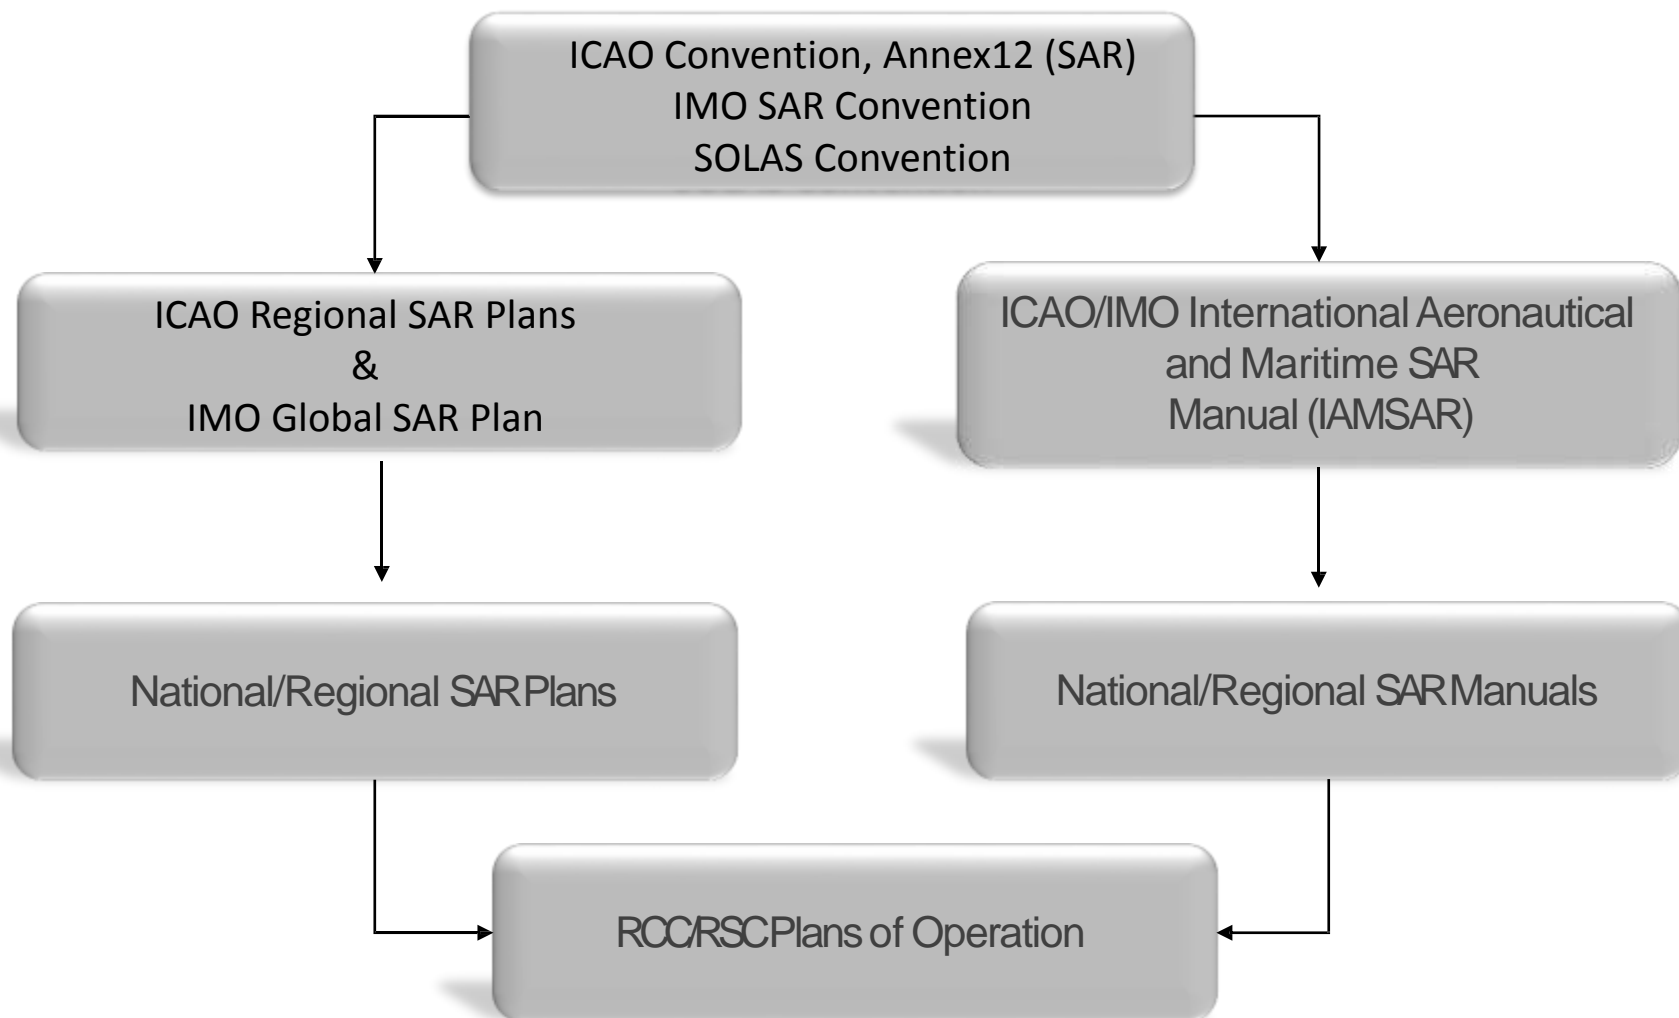 ICAO Convention, Annex12 (SAR)
IMO SAR Convention
SOLAS Convention
ICAO Regional SAR Plans
&
IMO Global SAR Plan
ICAO/IMO International Aeronautical
and Maritime SAR
Manual (IAMSAR)
National/Regional SAR Plans
National/Regional SAR Manuals
RCC/RSC Plans of Operation